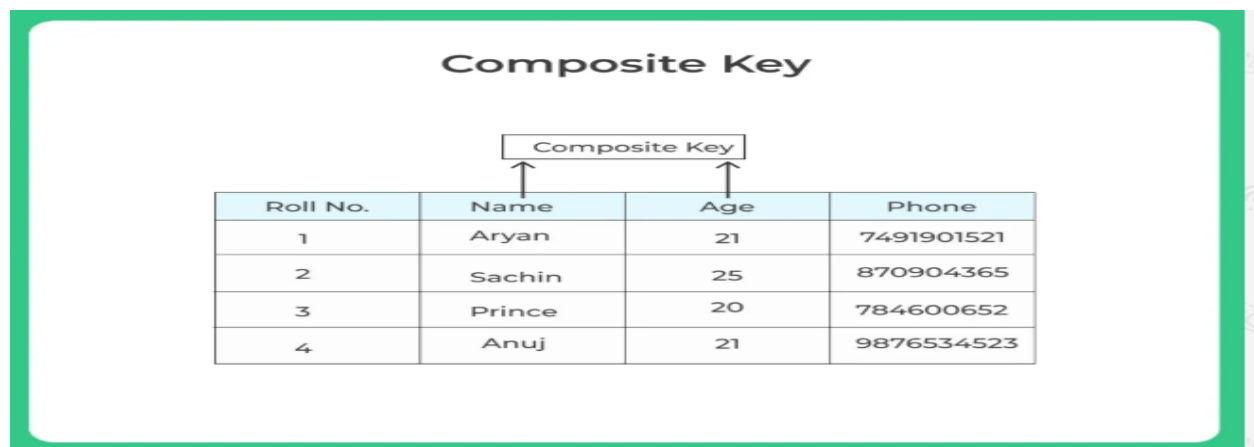 Composite Key
Composite Key
Roll No. Name Age Phone
1 Aryan 21 7491901521
2 Sachin 25 870904365
3 Prince 20 784600652
4 Anuj 21 9876534523